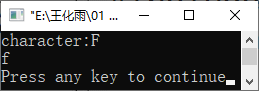 "E:\王化雨\01 ...
character:F
f
Press any key to continue